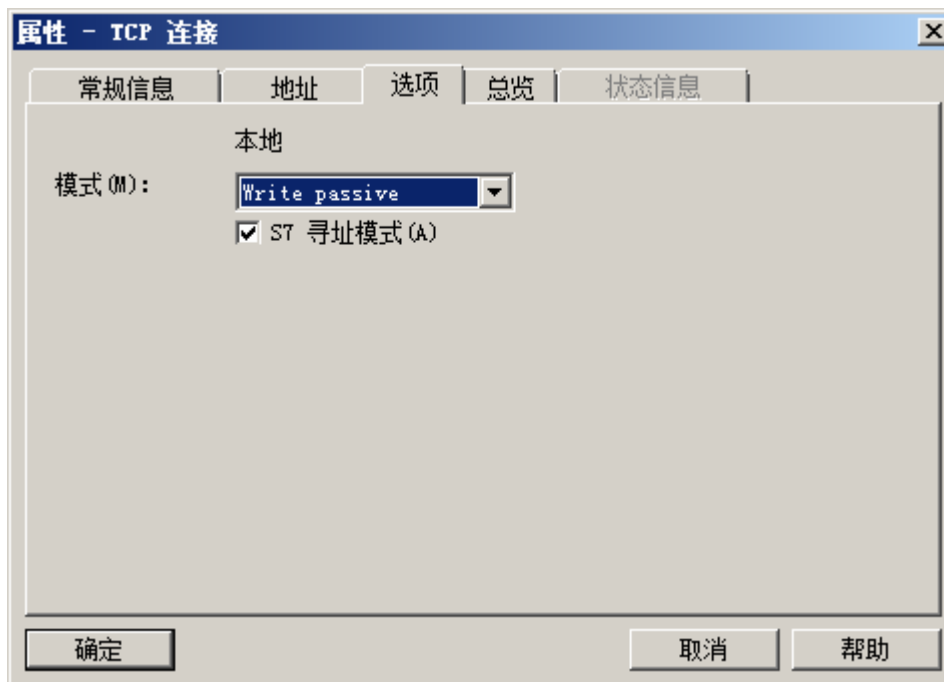 属性 - TCP 连接
常规信息 地址 选项 总览 状态信息
本地
模式(M):
Write passive
S7 寻址模式(A)
确定 取消 帮助